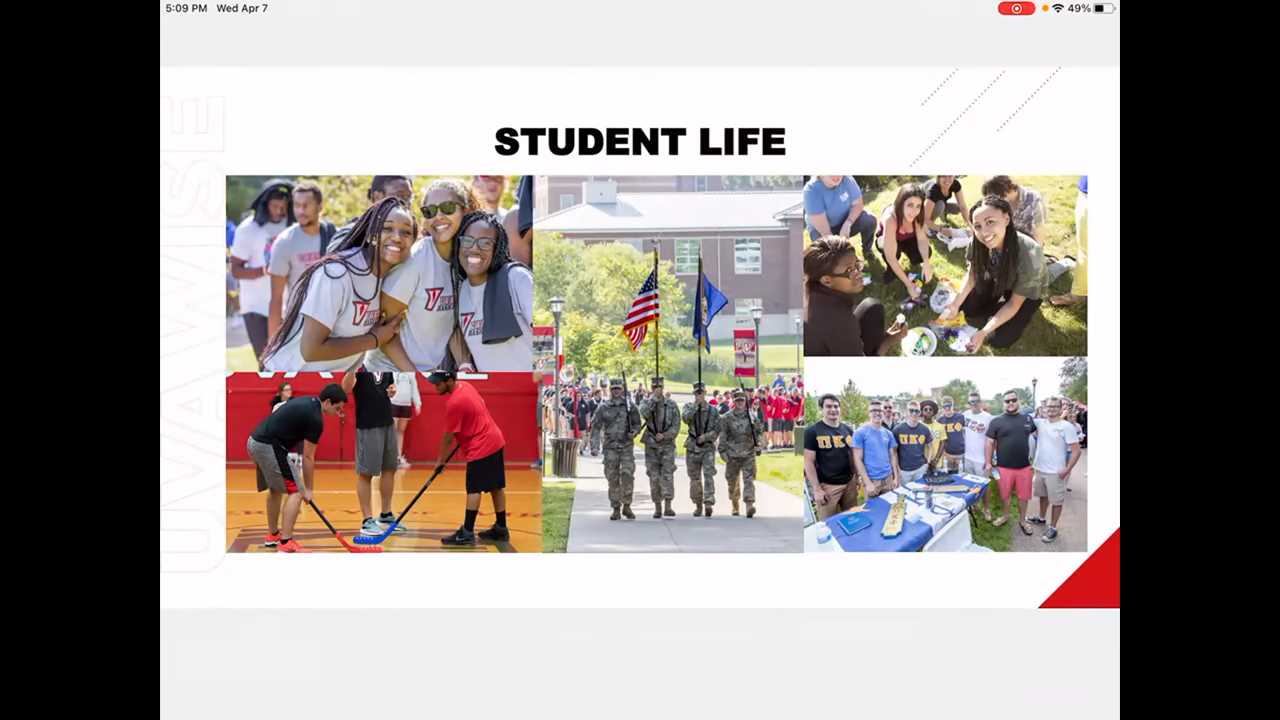 5:09 PM Wed Apr 7
49%
UVAWISE
STUDENT LIFE
ΠΚΦ
ΠΚΦ